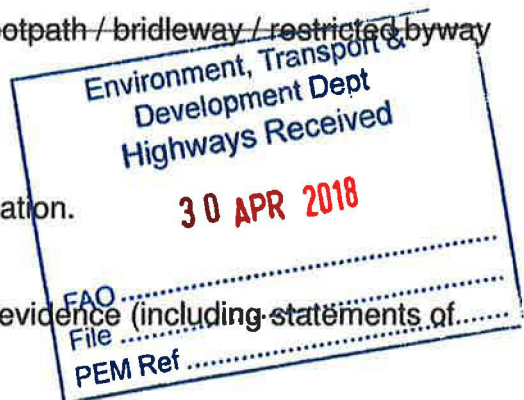 otpath / bridleway / restricted byway
Environment, Transport &
Development Dept
Highways Received
ation.
30 APR 2018
FAO ..........
evidence (including statements of
File ..........
PEM Ref ..........